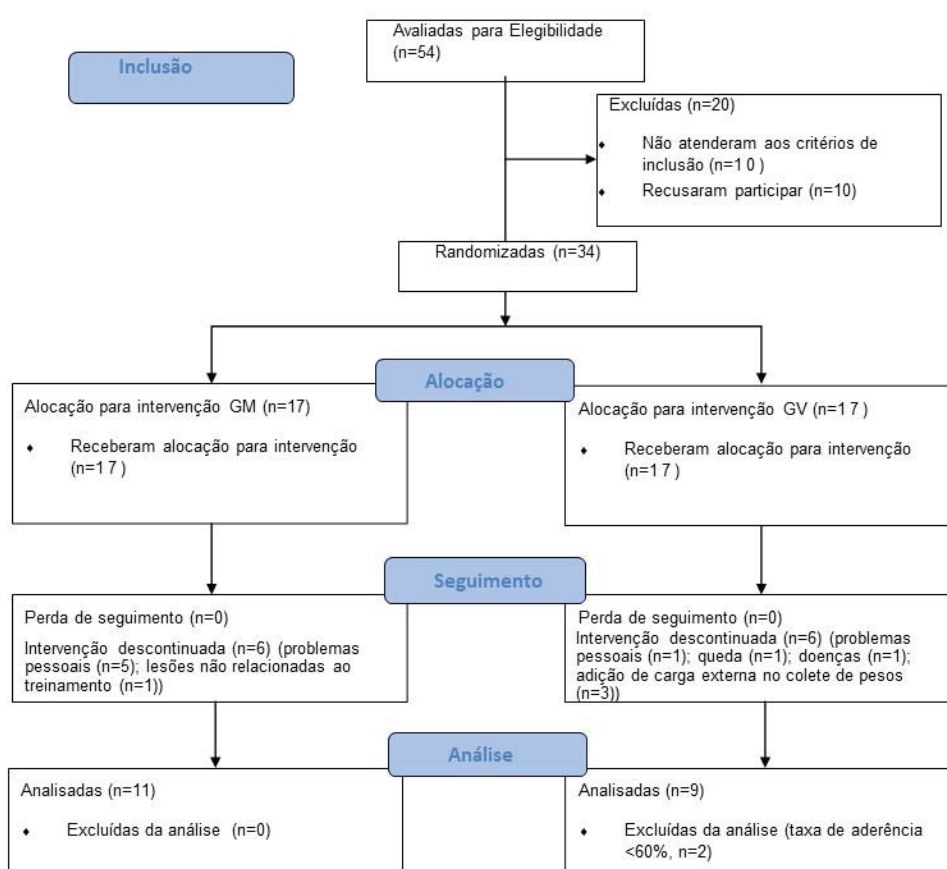 Avaliadas para Elegibilidade
(n=54)
Inclusão
Excluídas (n=20)
♦ Não atenderam aos critérios de
inclusão (n=1 0 )
♦ Recusaram participar (n=10)
Randomizadas (n=34)
Alocação
Alocação para intervenção GM (n=17)
♦ Receberam alocação para intervenção
(n=1 7 )
Alocação para intervenção GV (n=1 7 )
♦ Receberam alocação para intervenção
(n=1 7 )
Seguimento
Perda de seguimento (n=0)
Intervenção descontinuada (n=6) (problemas
pessoais (n=5); lesões não relacionadas ao
treinamento (n=1))
Perda de seguimento (n=0)
Intervenção descontinuada (n=6) (problemas
pessoais (n=1); queda (n=1); doenças (n=1);
adição de carga externa no colete de pesos
(n=3))
Análise
Analisadas (n=11)
♦ Excluídas da análise (n=0)
Analisadas (n=9)
♦ Excluídas da análise (taxa de aderência
<60%, n=2)